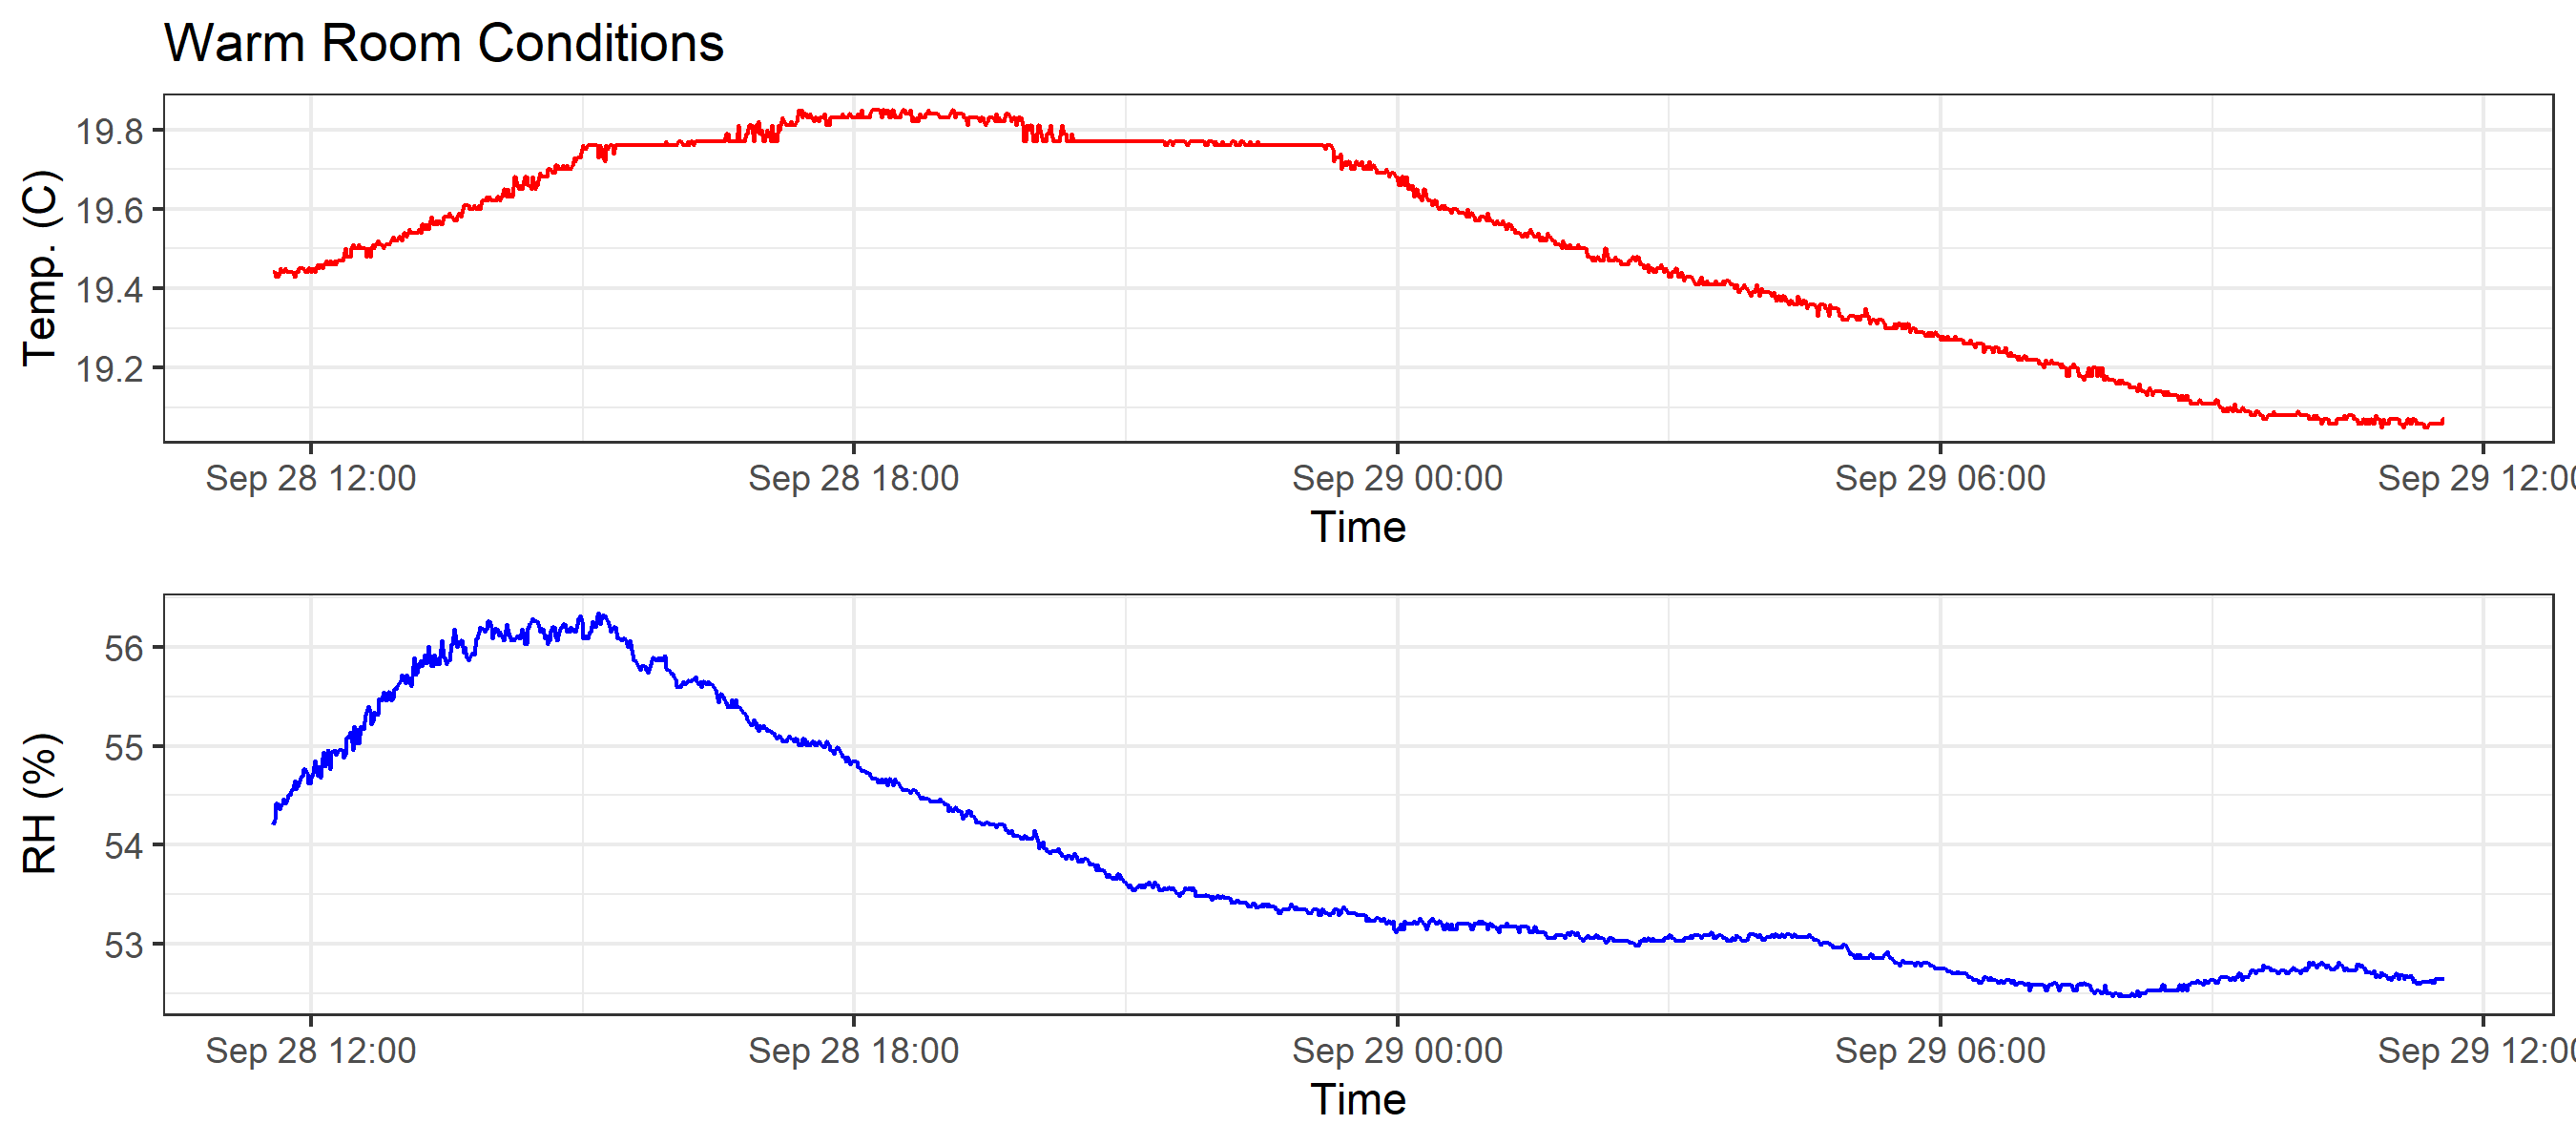 Warm Room Conditions
Temp. (C)
19.8
19.6
19.4
19.2
Sep 28 12:00 Sep 28 18:00 Sep 29 00:00 Sep 29 06:00 Sep 29 12:00
Time
RH (%)
56
55
54
53
Sep 28 12:00 Sep 28 18:00 Sep 29 00:00 Sep 29 06:00 Sep 29 12:00
Time